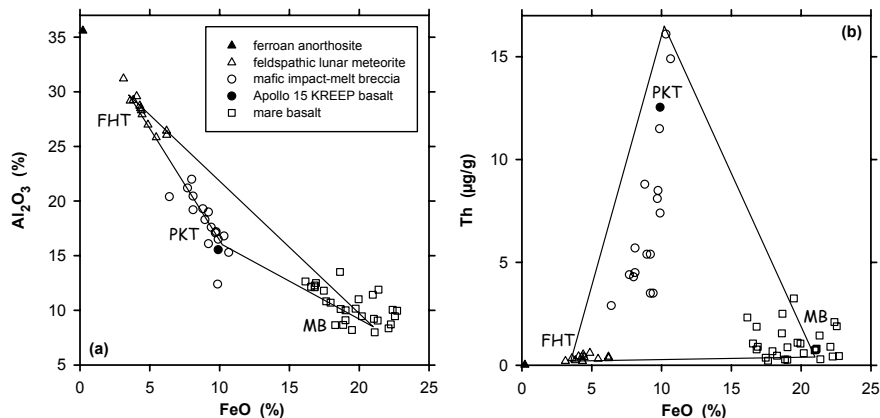 (a)
ferroan anorthosite
feldspathic lunar meteorite
mafic impact-melt breccia
Apollo 15 KREEP basalt
mare basalt
FHT
PKT
MB
Al₂O₃ (%)
35
30
25
20
15
10
5
0 5 10 15 20 25
FeO (%)
(b)
PKT
FHT
MB
Th (µg/g)
15
10
5
0
0 5 10 15 20 25
FeO (%)